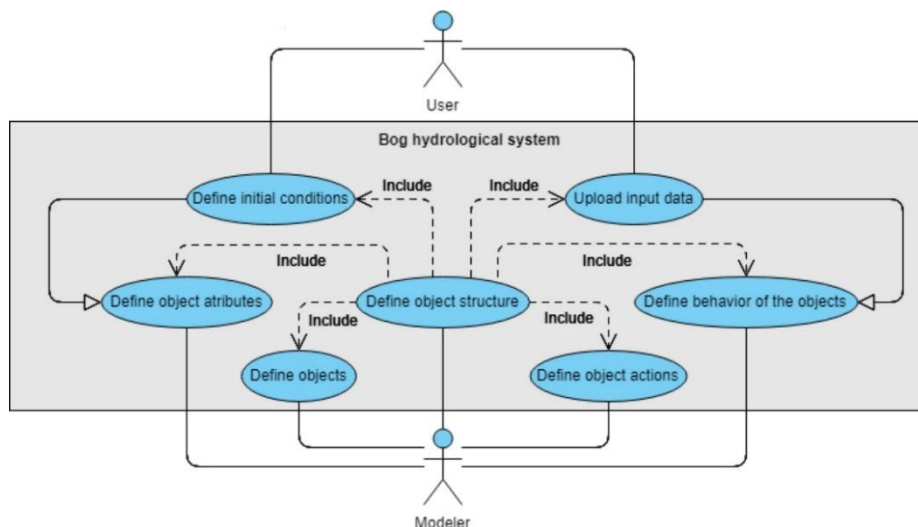 User
Bog hydrological system
Include
Include
Define initial conditions
Upload input data
Include
Include
Define object atributes
Define object structure
Define behavior of the objects
Include
Include
Define objects
Define object actions
Modeler